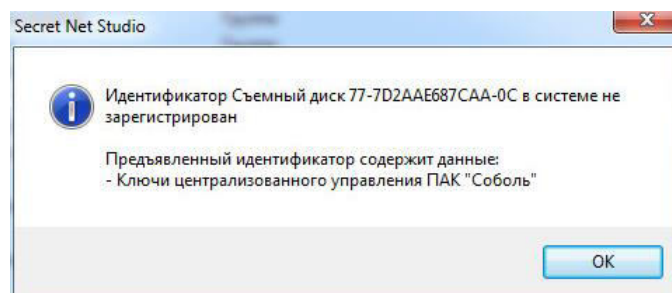 Secret Net Studio
Идентификатор Съемный диск 77-7D2AAE687CAA-0C в системе не
зарегистрирован
Предъявленный идентификатор содержит данные:
- Ключи централизованного управления ПАК "Соболь"
OK